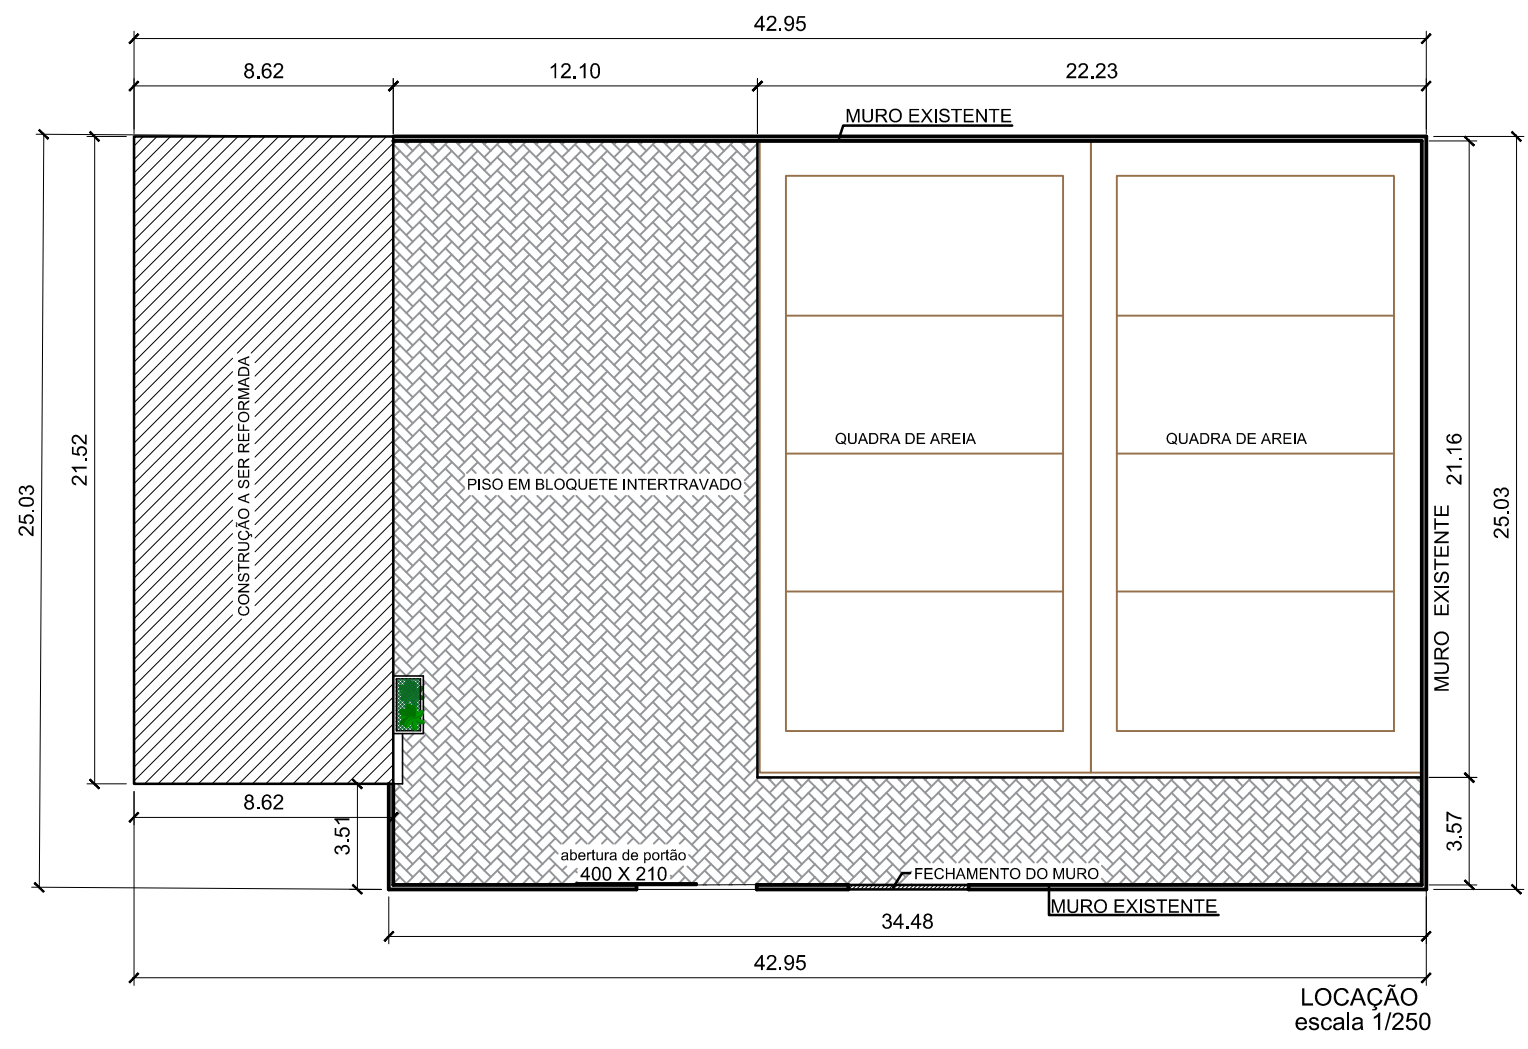 42.95
8.62
12.10
22.23
MURO EXISTENTE
CONSTRUÇÃO A SER REFORMADA
QUADRA DE AREIA
QUADRA DE AREIA
PISO EM BLOQUETE INTERTRAVADO
25.03
21.52
21.16
25.03
MURO EXISTENTE
8.62
3.51
3.57
abertura de portão
400 X 210
FECHAMENTO DO MURO
MURO EXISTENTE
34.48
42.95
LOCAÇÃO
escala 1/250